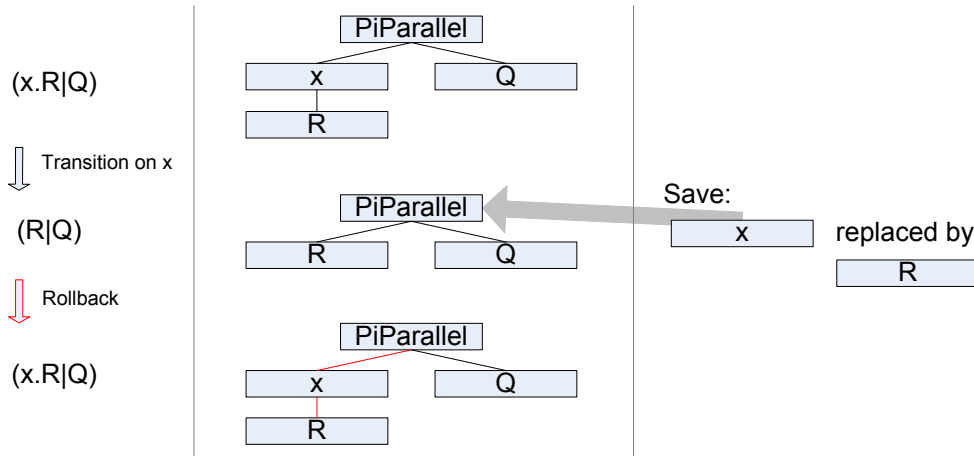 PiParallel
(x.R|Q)
x
Q
R
Transition on x
PiParallel
Save:
(R|Q)
R
Q
x
replaced by
R
Rollback
PiParallel
(x.R|Q)
x
Q
R